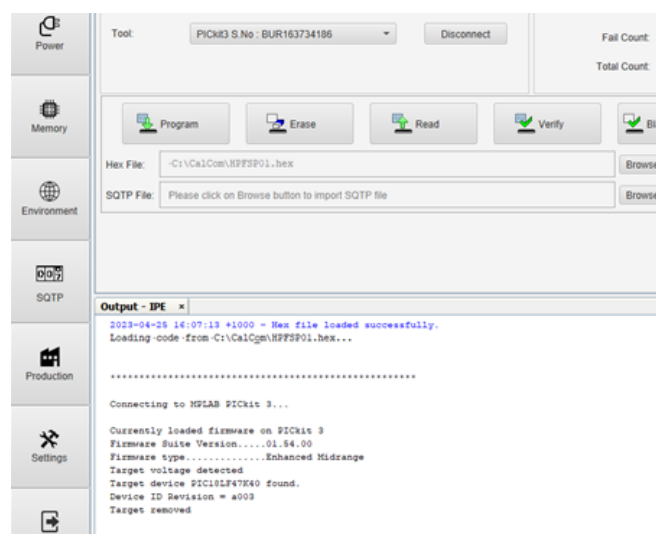 Power
Memory
Environment
SQTP
Production
Settings
Tool:
PICkit3 S.No : BUR163734186
Disconnect
Fail Count:
Total Count:
Program
Erase
Read
Verify
Bl
Hex File:
C:\CalCom\HPFSP01.hex
Browse
SQTP File:
Please click on Browse button to import SQTP file
Browse
Output - IPE ×
2023-04-25 16:07:13 +1000 - Hex file loaded successfully.
Loading code from C:\CalCom\HPFSP01.hex...
*****************************************************
Connecting to MPLAB PICkit 3...
Currently loaded firmware on PICkit 3
Firmware Suite Version.....01.54.00
Firmware type..............Enhanced Midrange
Target voltage detected
Target device PIC18LF47K40 found.
Device ID Revision = a003
Target removed